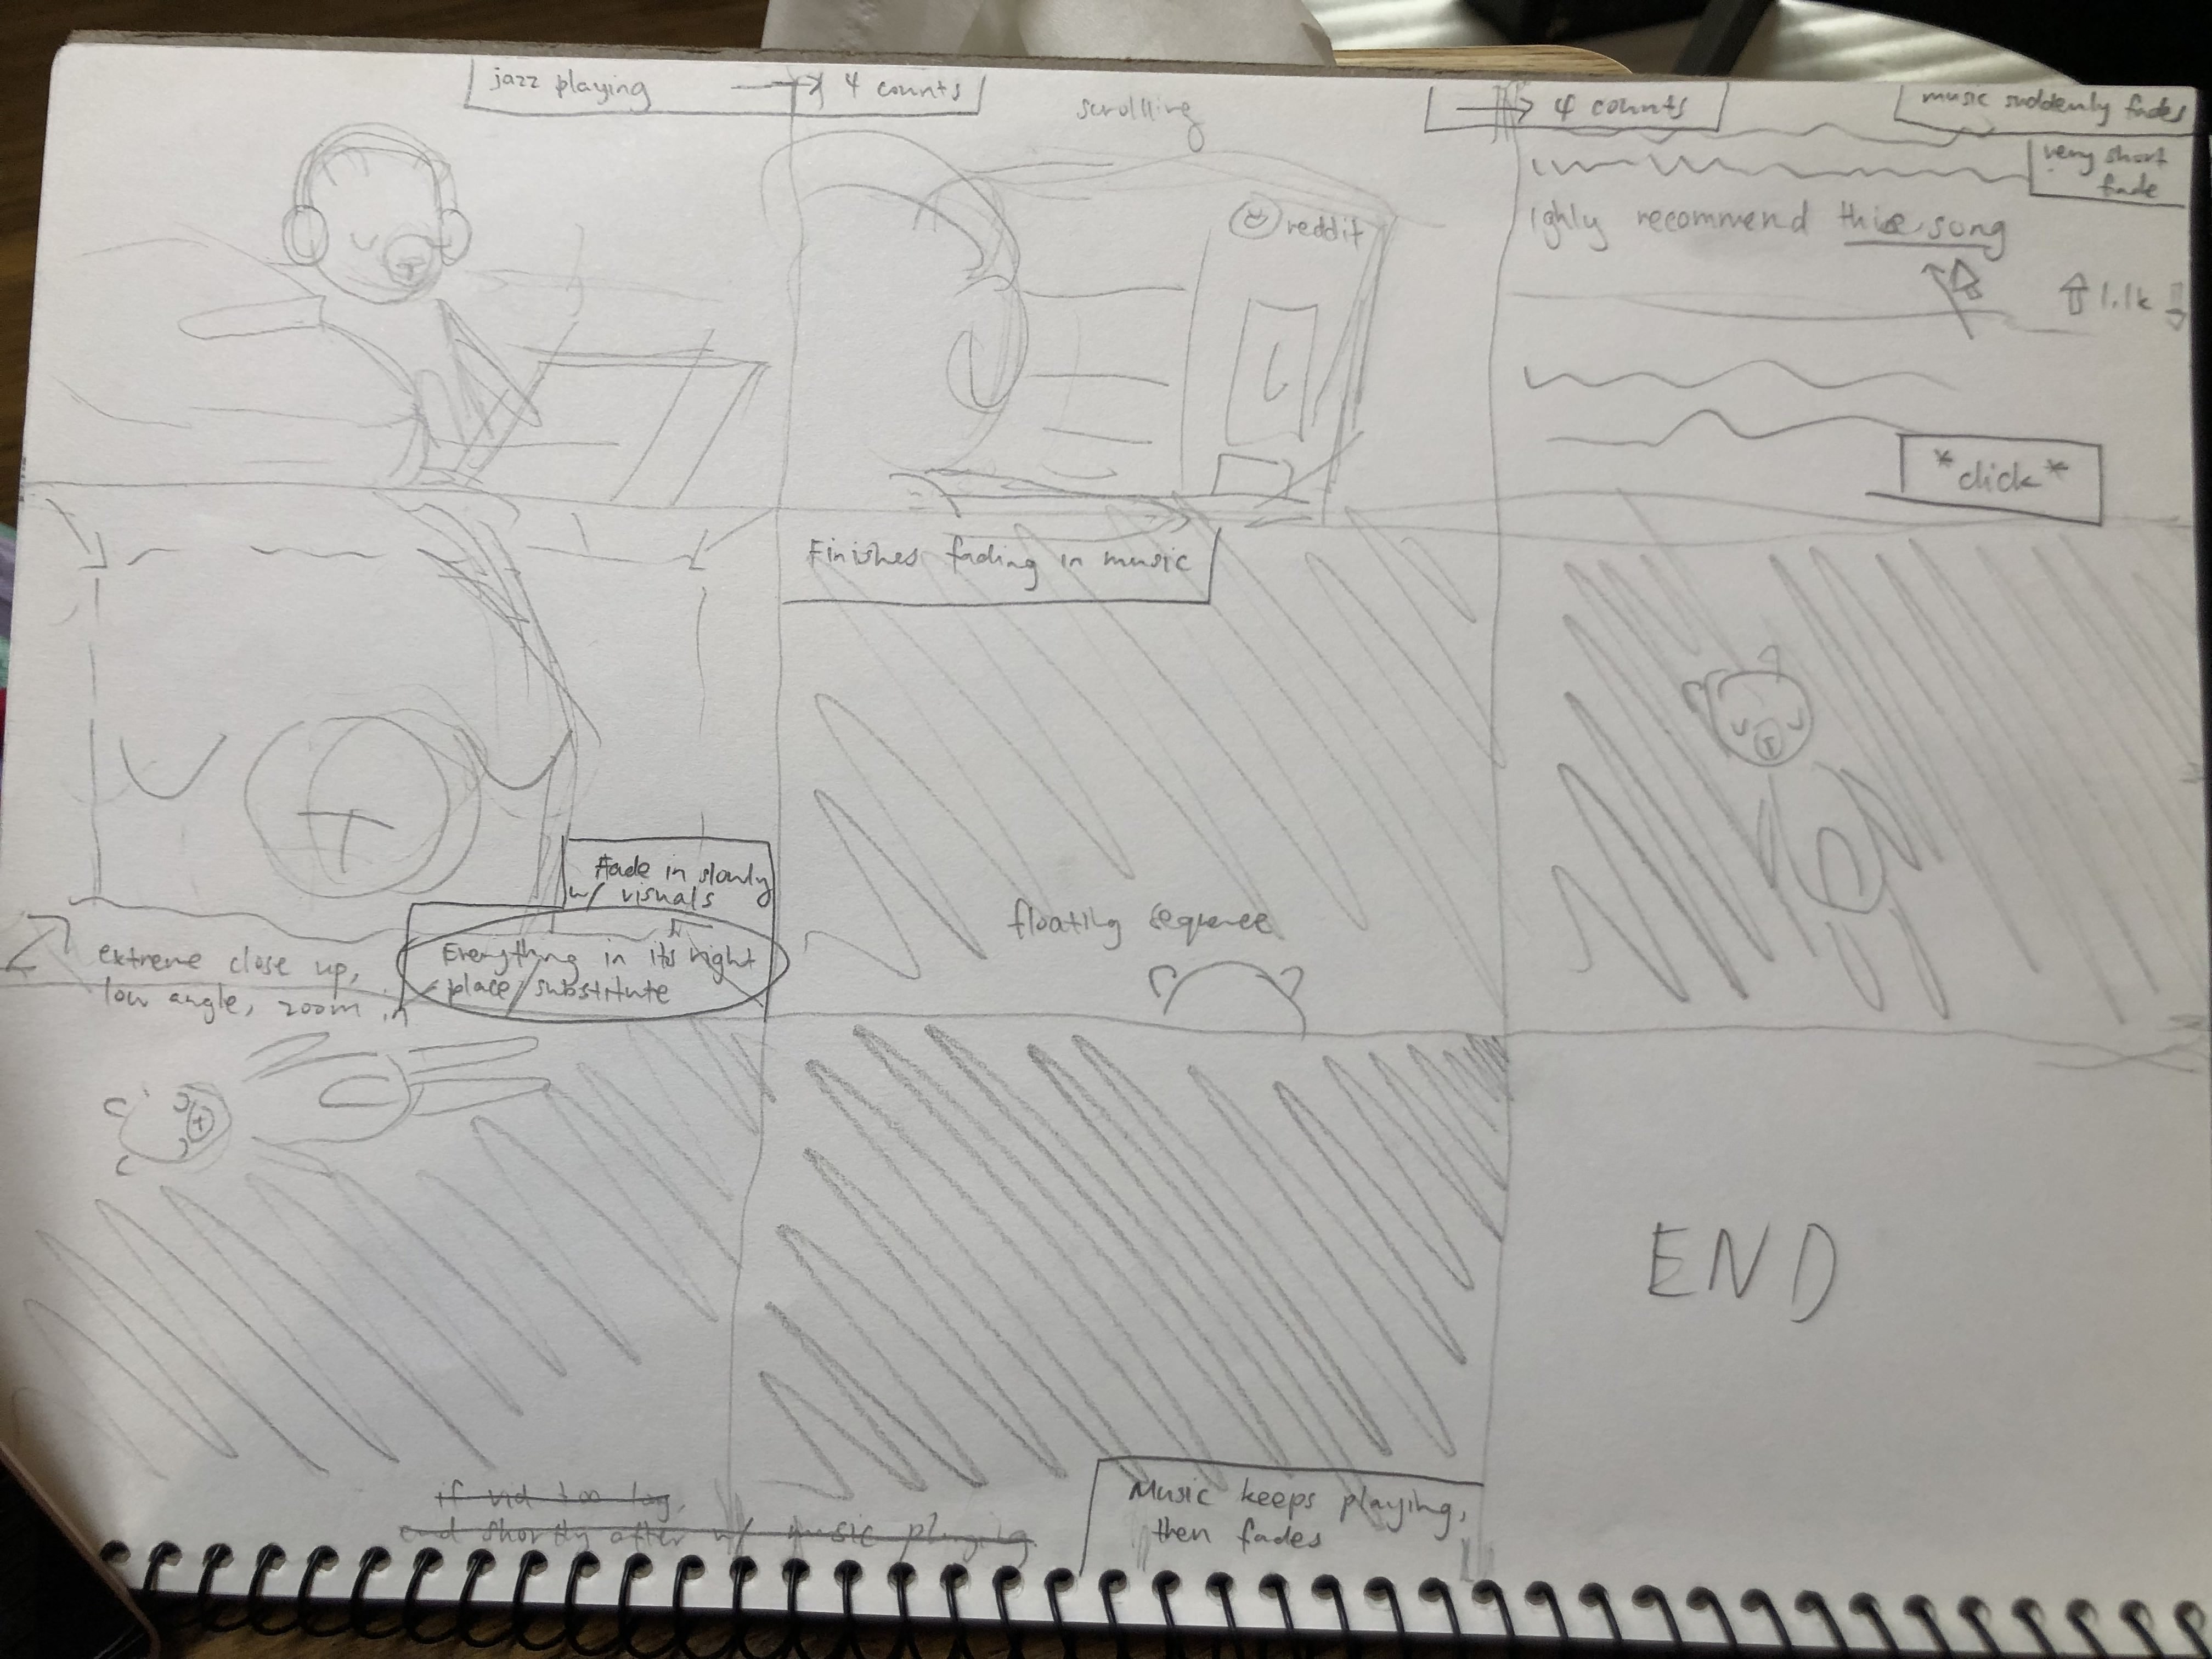 jazz playing → 4 counts
scrolling
→ 4 counts
music suddenly fades
very short
fade
reddit
ighly recommend this song
1.1k
*click*
Fade in slowly
w/ visuals
Everything in its right
place/substitute
extreme close up,
low angle, zoom in
Finishes fading in music
floating sequence
if vid too long,
end shortly after w/ music playing
Music keeps playing,
then fades
END